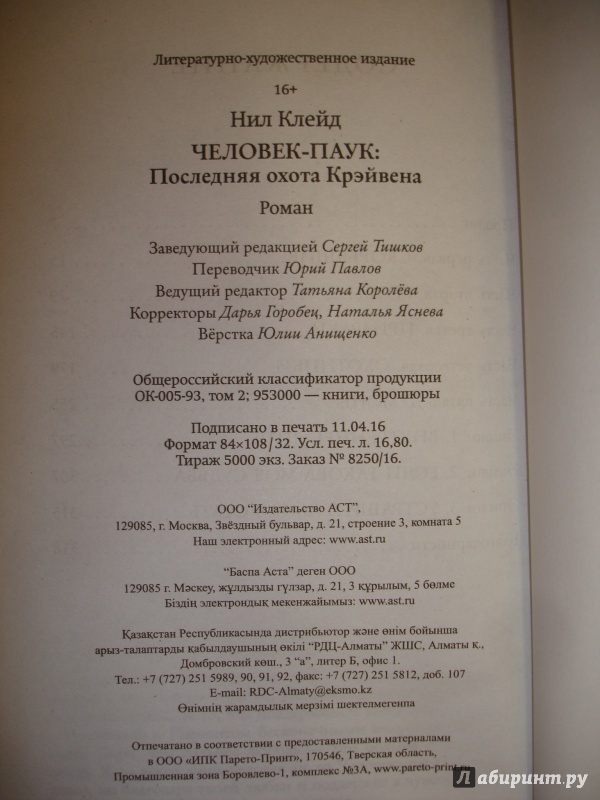 Литературно-художественное издание
16+
Нил Клейд
ЧЕЛОВЕК-ПАУК:
Последняя охота Крэйвена
Роман
Заведующий редакцией Сергей Тишков
Переводчик Юрий Павлов
Ведущий редактор Татьяна Королёва
Корректоры Дарья Горобец, Наталья Яснева
Вёрстка Юлии Анищенко
Общероссийский классификатор продукции
ОК-005-93, том 2; 953000 — книги, брошюры
Подписано в печать 11.04.16
Формат 84×108/32. Усл. печ. л. 16,80.
Тираж 5000 экз. Заказ № 8250/16.
ООО “Издательство АСТ”,
129085, г. Москва, Звёздный бульвар, д. 21, строение 3, комната 5
Наш электронный адрес: www.ast.ru
“Баспа Аста” деген ООО
129085 г. Мәскеу, жұлдызды гүлзар, д. 21, 3 құрылым, 5 бөлме
Біздің электрондық мекенжайымыз: www.ast.ru
Қазақстан Республикасында дистрибьютор және өнім бойынша
арыз-талаптарды қабылдаушының өкілі “РДЦ-Алматы” ЖШС, Алматы қ.,
Домбровский көш., 3 “а”, литер Б, офис 1.
Тел.: +7 (727) 251 5989, 90, 91, 92, факс: +7 (727) 251 5812, доб. 107
E-mail: RDC-Almaty@eksmo.kz
Өнімнің жарамдылық мерзімі шектелмегенпа
Отпечатано в соответствии с предоставленными материалами
в ООО «ИПК Парето-Принт», 170546, Тверская область,
Промышленная зона Боровлево-1, комплекс №3А, www.pareto-print.ru
Лабиринт.ру